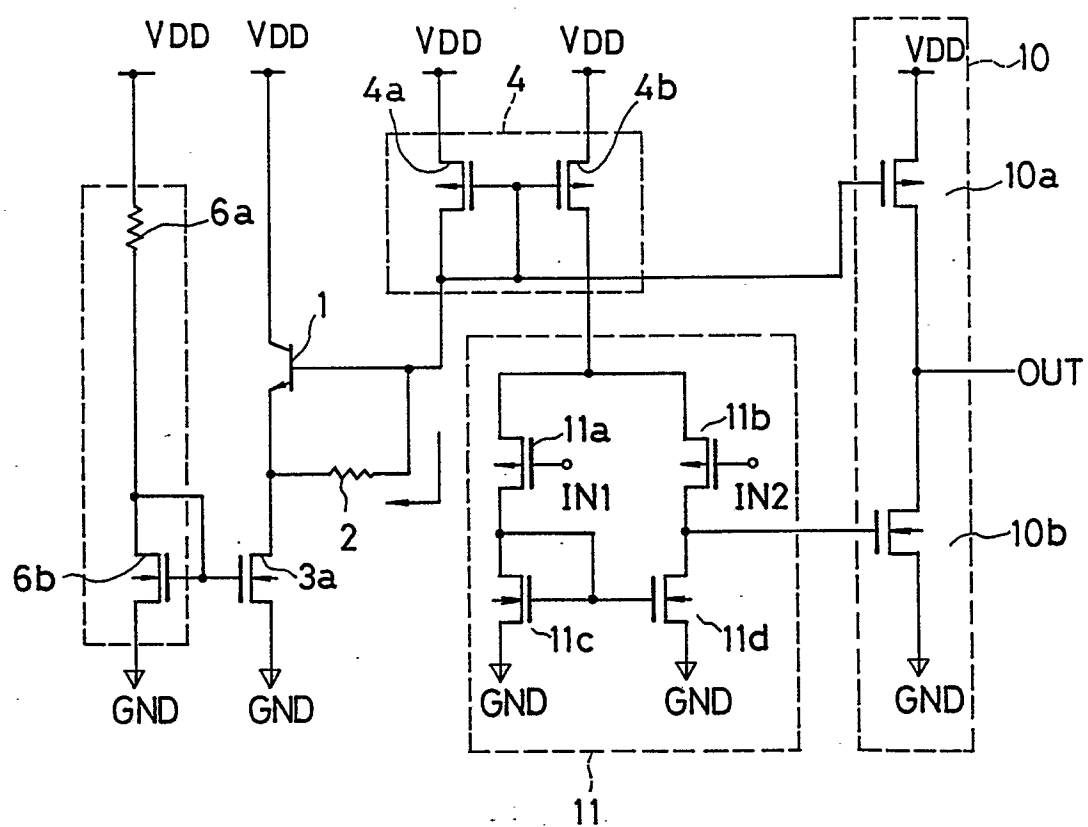 VDD VDD VDD VDD VDD
10
4
4a
4b
6a
10a
1
OUT
11a
11b
IN1
IN2
2
10b
6b
3a
11c
11d
GND GND GND GND GND
11